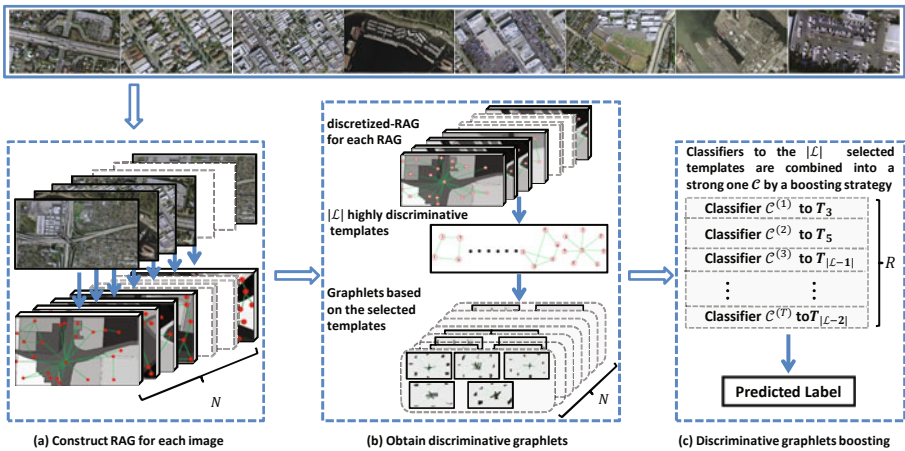 discretized-RAG
for each RAG
|ℒ| highly discriminative
templates
Graphlets based
on the selected
templates
N
N
Classifiers to the |ℒ| selected
templates are combined into a
strong one 𝒞 by a boosting strategy
Classifier 𝒞⁽¹⁾ to T₃
Classifier 𝒞⁽²⁾ to T₅
Classifier 𝒞⁽³⁾ to T|ℒ−1|
⋮ ⋮
Classifier 𝒞⁽ᵀ⁾ toT|ℒ−2|
R
Predicted Label
(a) Construct RAG for each image
(b) Obtain discriminative graphlets
(c) Discriminative graphlets boosting